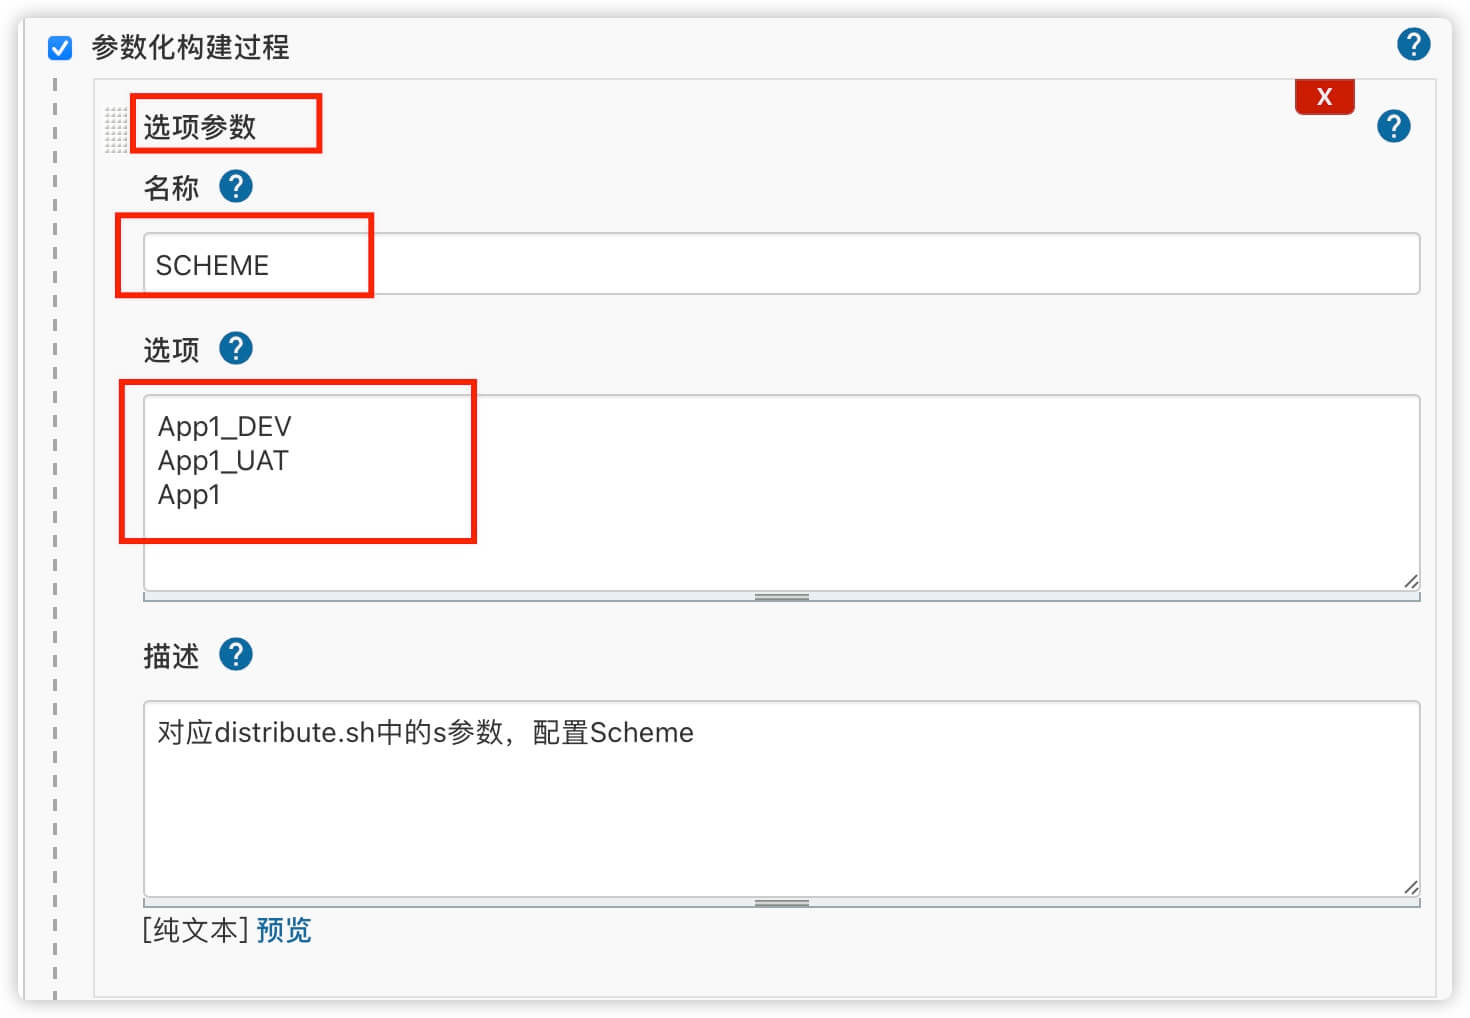 参数化构建过程
?
X
选项参数
?
名称 ?
SCHEME
选项 ?
App1_DEV
App1_UAT
App1
描述 ?
对应distribute.sh中的s参数，配置Scheme
[纯文本] 预览